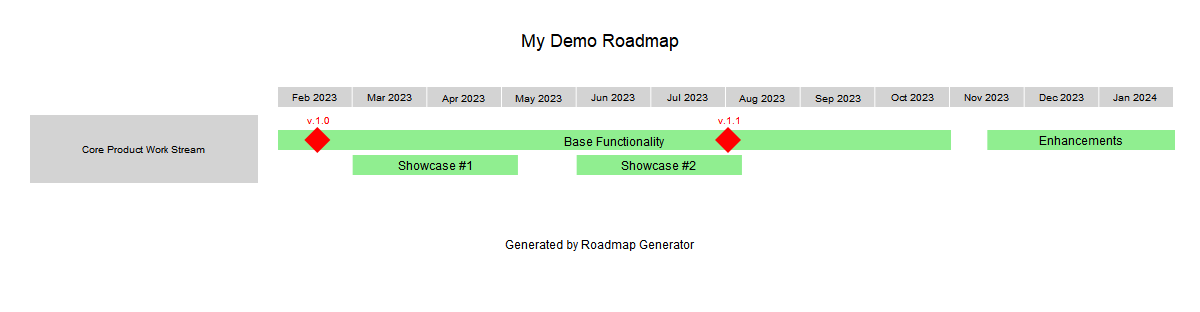 My Demo Roadmap
Feb 2023 Mar 2023 Apr 2023 May 2023 Jun 2023 Jul 2023 Aug 2023 Sep 2023 Oct 2023 Nov 2023 Dec 2023 Jan 2024
v.1.0 v.1.1
Core Product Work Stream
Base Functionality Enhancements
Showcase #1 Showcase #2
Generated by Roadmap Generator